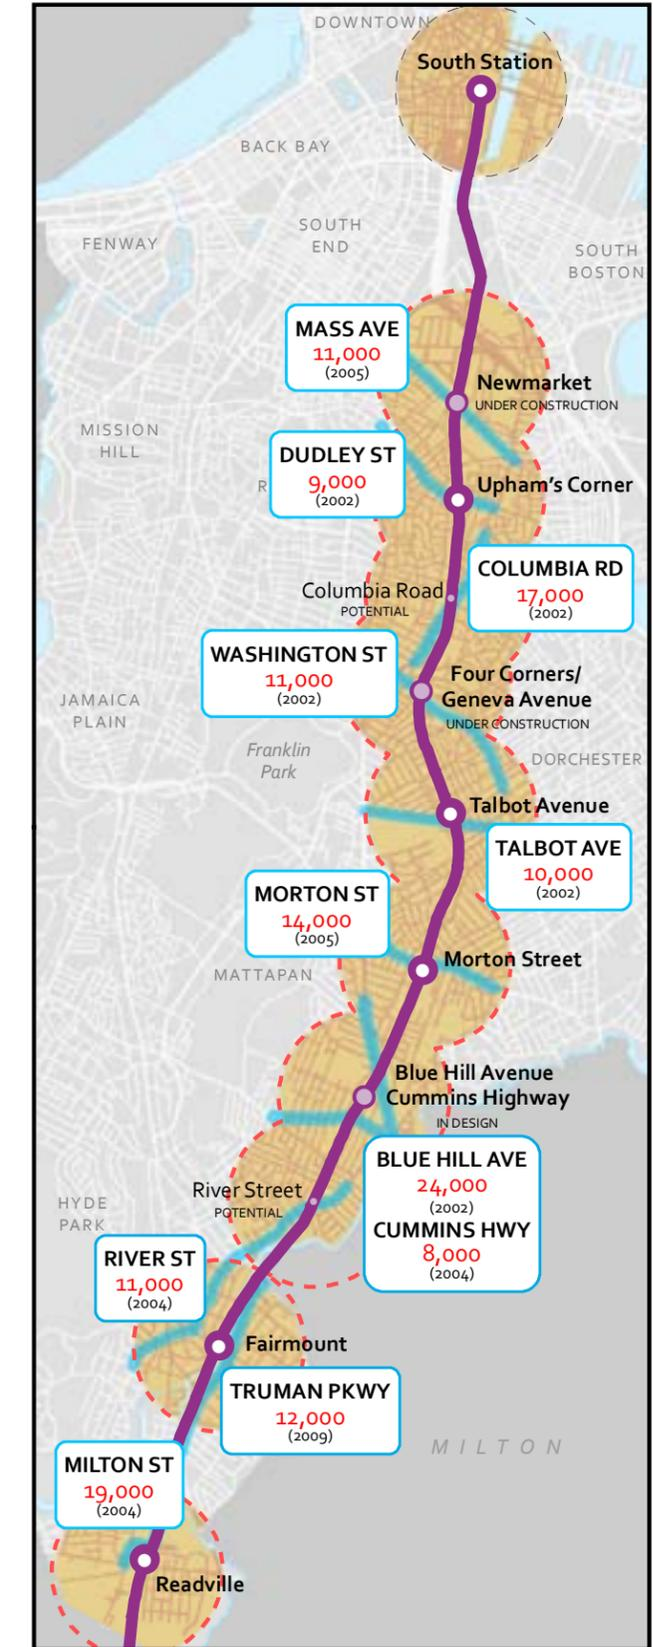 DOWNTOWN
South Station
BACK BAY
SOUTH
END
FENWAY
SOUTH
BOSTON
MASS AVE
11,000
(2005)
Newmarket
UNDER CONSTRUCTION
MISSION
HILL
DUDLEY ST
9,000
(2002)
R
Upham's Corner
COLUMBIA RD
17,000
(2002)
Columbia Road
POTENTIAL
WASHINGTON ST
11,000
(2002)
Four Corners/
Geneva Avenue
UNDER CONSTRUCTION
JAMAICA
PLAIN
Franklin
Park
DORCHESTER
Talbot Avenue
TALBOT AVE
10,000
(2002)
MORTON ST
14,000
(2005)
Morton Street
MATTAPAN
Blue Hill Avenue
Cummins Highway
IN DESIGN
BLUE HILL AVE
24,000
(2002)
CUMMINS HWY
8,000
(2004)
River Street
POTENTIAL
HYDE
PARK
RIVER ST
11,000
(2004)
Fairmount
TRUMAN PKWY
12,000
(2009)
MILTON
MILTON ST
19,000
(2004)
Readville